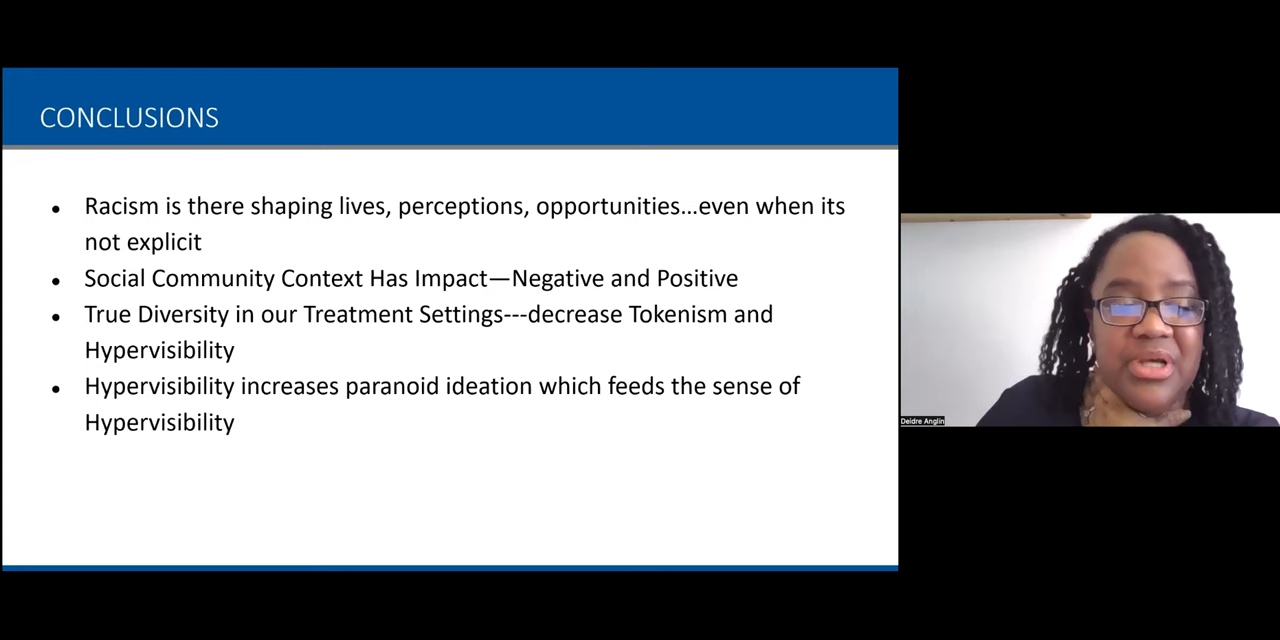 CONCLUSIONS
• Racism is there shaping lives, perceptions, opportunities...even when its
not explicit
• Social Community Context Has Impact—Negative and Positive
• True Diversity in our Treatment Settings---decrease Tokenism and
Hypervisibility
• Hypervisibility increases paranoid ideation which feeds the sense of
Hypervisibility
Deidre Anglin